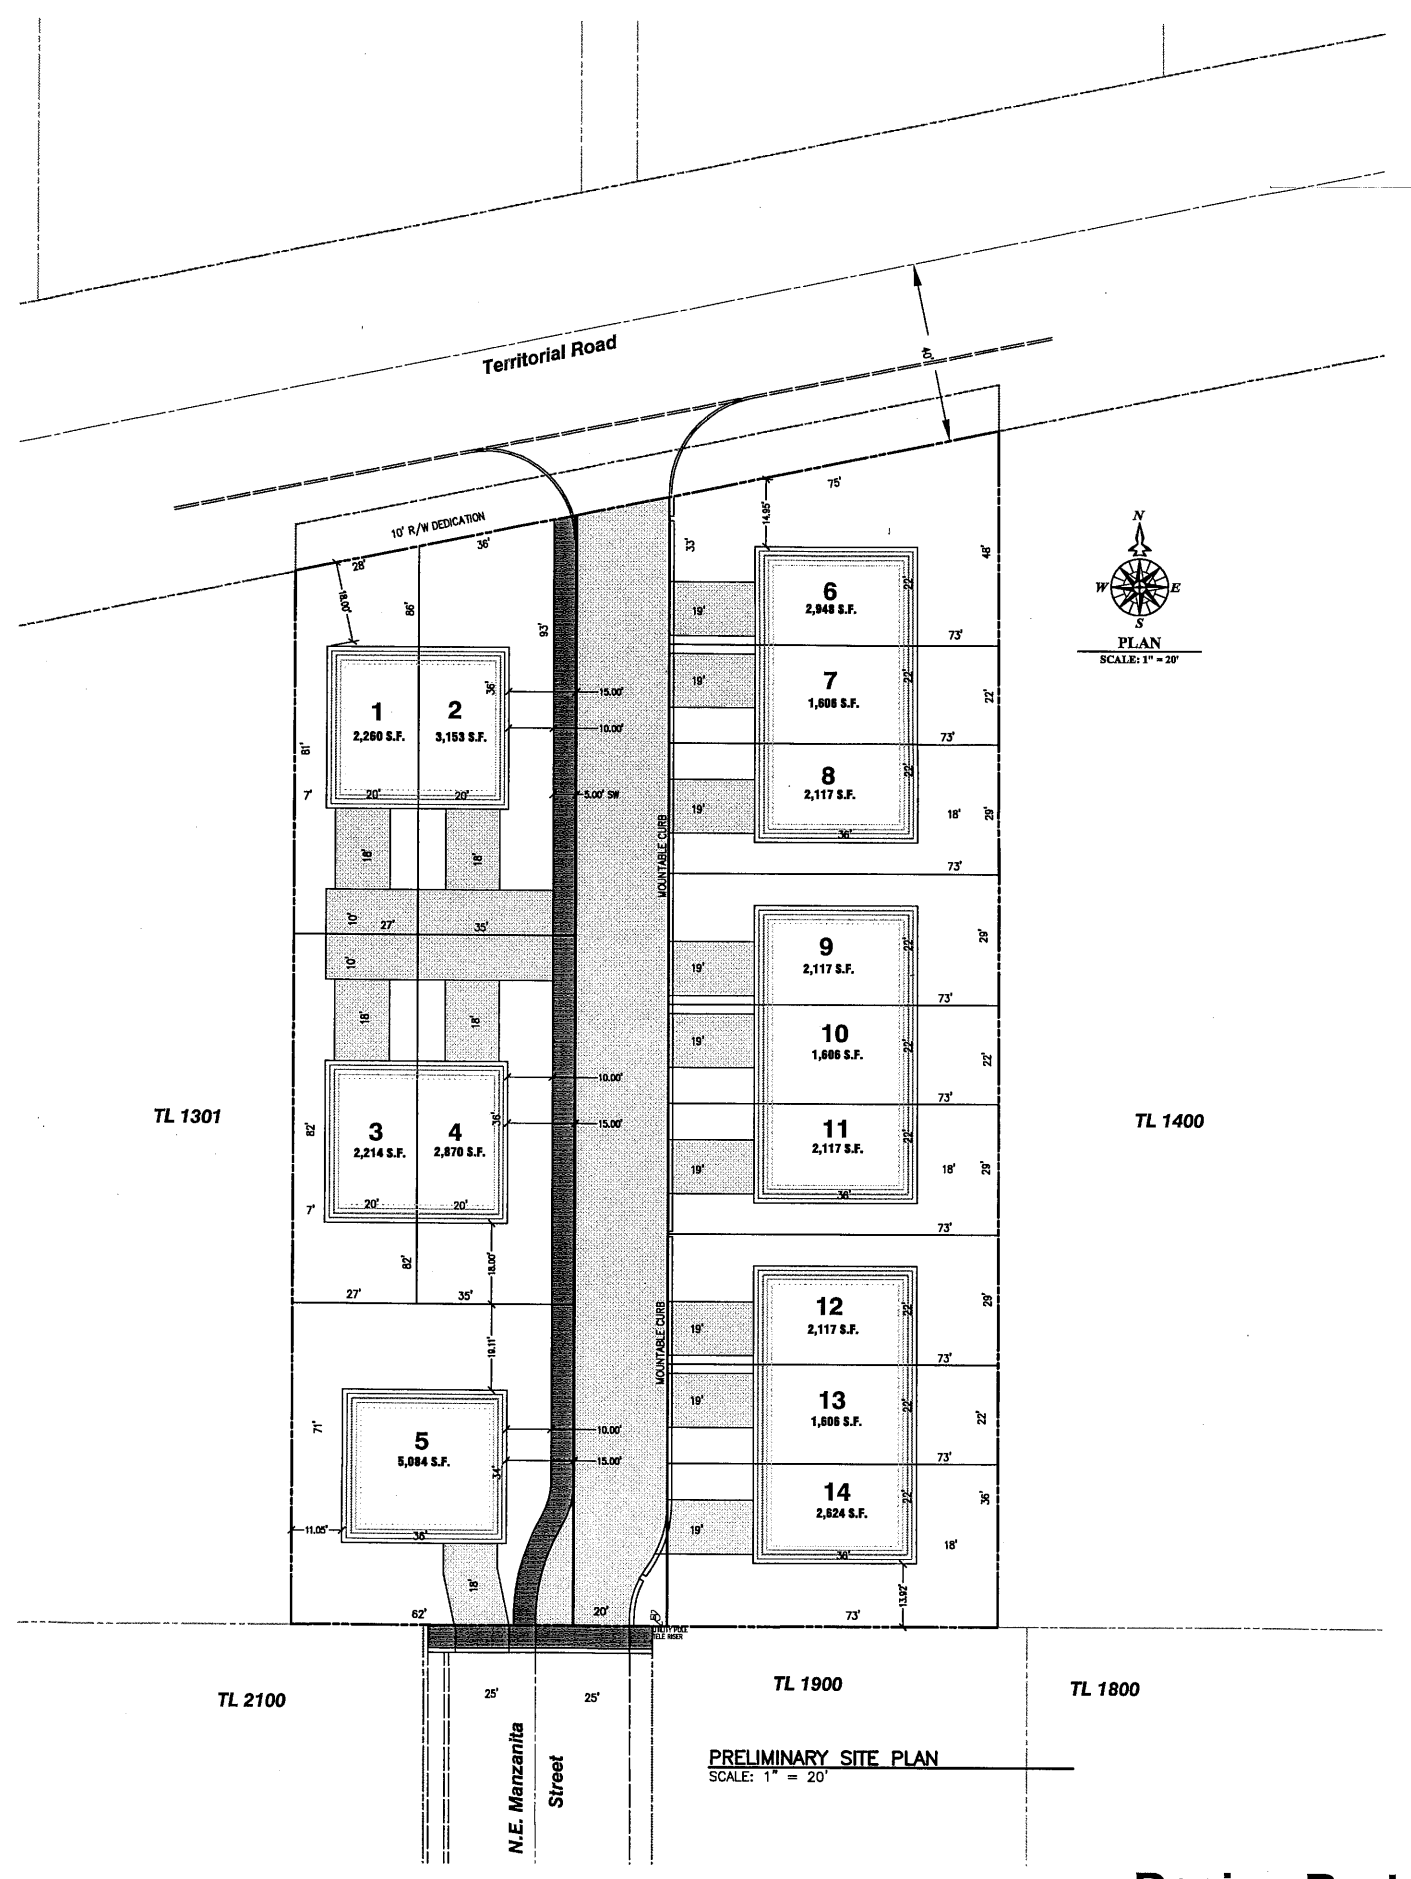 Territorial Road
40'
10' R/W DEDICATION
28'
36'
75'
14.95'
33'
48'
18.00'
86'
93'
N
W
E
S
PLAN
SCALE: 1" = 20'
6
2,948 S.F.
22'
19'
73'
1
2,260 S.F.
2
3,153 S.F.
36'
15.00'
10.00'
5.00' SW
81'
7'
20'
20'
7
1,606 S.F.
22'
19'
22'
73'
8
2,117 S.F.
22'
19'
36'
18'
29'
73'
MOUNTABLE CURB
18'
18'
10'
27'
35'
10'
18'
18'
9
2,117 S.F.
22'
19'
29'
73'
10
1,606 S.F.
22'
19'
22'
73'
TL 1301
TL 1400
3
2,214 S.F.
4
2,870 S.F.
36'
10.00'
15.00'
82'
7'
20'
20'
11
2,117 S.F.
22'
19'
36'
18'
29'
73'
82'
18.00'
27'
35'
19.11'
MOUNTABLE CURB
12
2,117 S.F.
22'
19'
29'
73'
13
1,606 S.F.
22'
19'
22'
73'
71'
5
5,084 S.F.
34'
10.00'
15.00'
11.05'
36'
14
2,624 S.F.
22'
19'
36'
36'
18'
13.92'
18'
62'
20'
73'
UTILITY POLE
TELE RISER
TL 2100
25'
25'
TL 1900
TL 1800
N.E. Manzanita
Street
PRELIMINARY SITE PLAN
SCALE: 1" = 20'